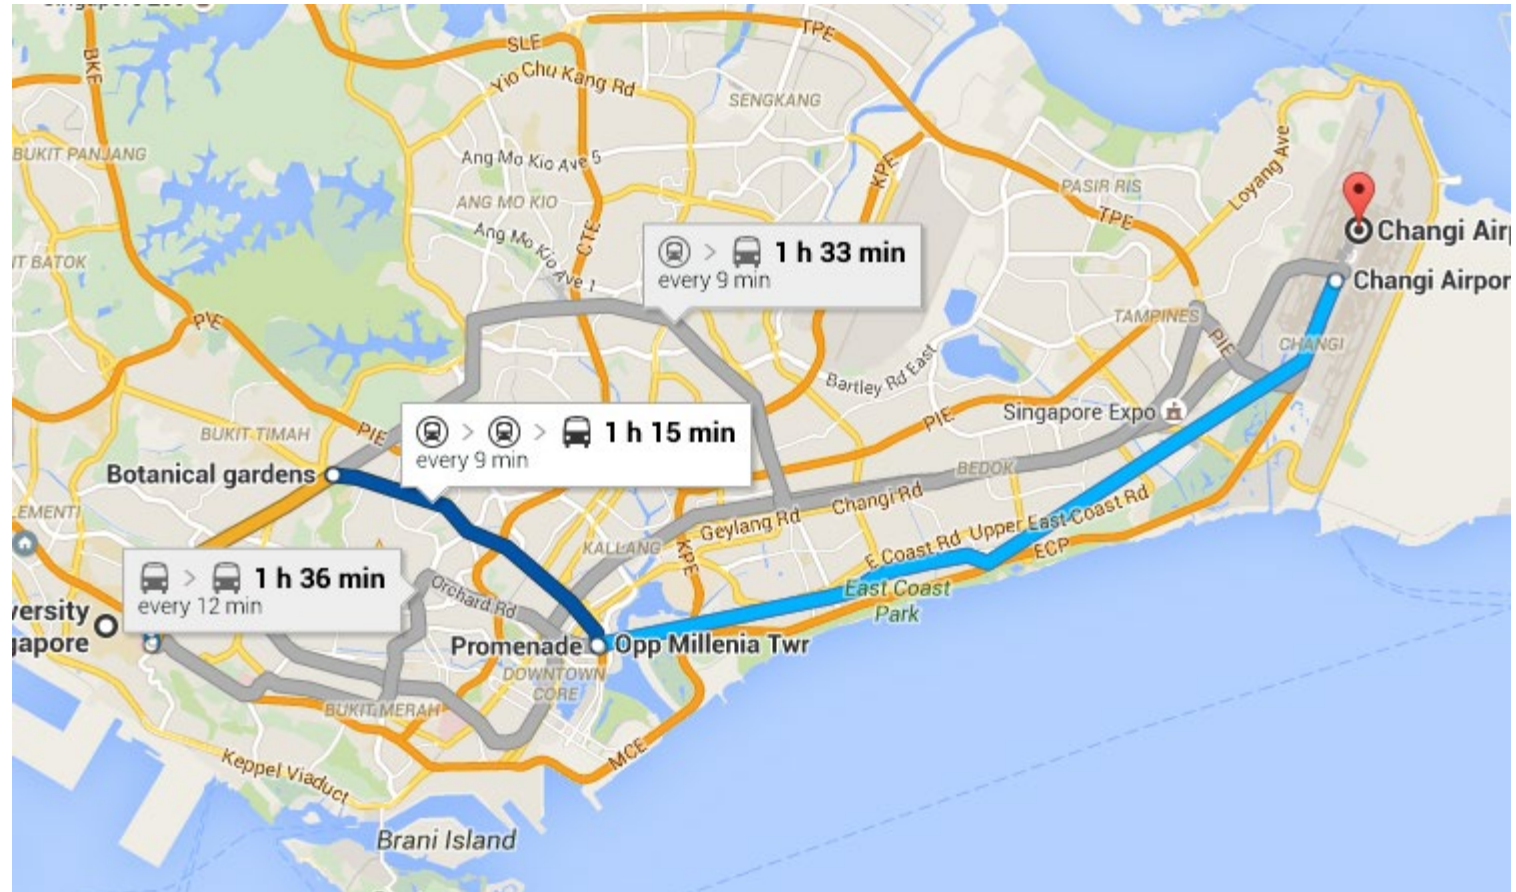 SLE
TPE
BKE
Yio Chu Kang Rd
SENGKANG
BUKIT PANJANG
Ang Mo Kio Ave 5
KPE
PASIR RIS
Loyang Ave
ANG MO KIO
TPE
CTE
Ang Mo Kio Ave 1
IT BATOK
> 1 h 33 min
every 9 min
Changi Air
Changi Airpor
PIE
TAMPINES
PIE
CHANGI
Bartley Rd East
Singapore Expo
PIE
BUKIT TIMAH
PIE
> > 1 h 15 min
every 9 min
Botanical gardens
BEDOK
Changi Rd
Geylang Rd
EMENTI
E Coast Rd
Upper East Coast Rd
ECP
KALLANG
KPE
> 1 h 36 min
every 12 min
Orchard Rd
East Coast
Park
versity
gapore
Promenade
Opp Millenia Twr
DOWNTOWN
CORE
BUKIT MERAH
MCE
Keppel Viaduct
Brani Island